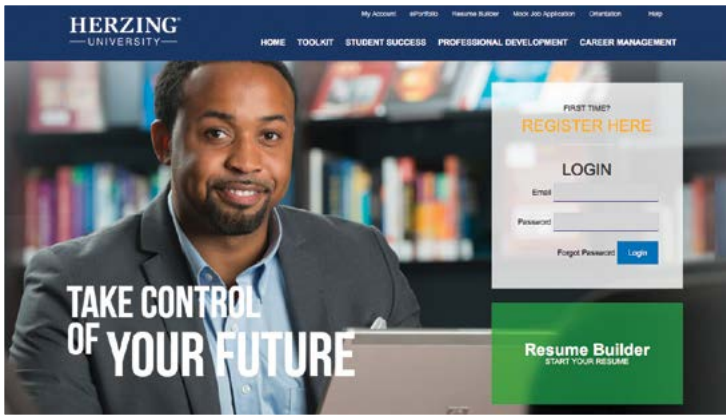 HERZING
UNIVERSITY
My Account ePortfolio Resume Builder Mock Job Application Orientation Help
HOME TOOLKIT STUDENT SUCCESS PROFESSIONAL DEVELOPMENT CAREER MANAGEMENT
FIRST TIME?
REGISTER HERE
LOGIN
Email
Password
Forgot Password Login
TAKE CONTROL
OF YOUR FUTURE
Resume Builder
START YOUR RESUME